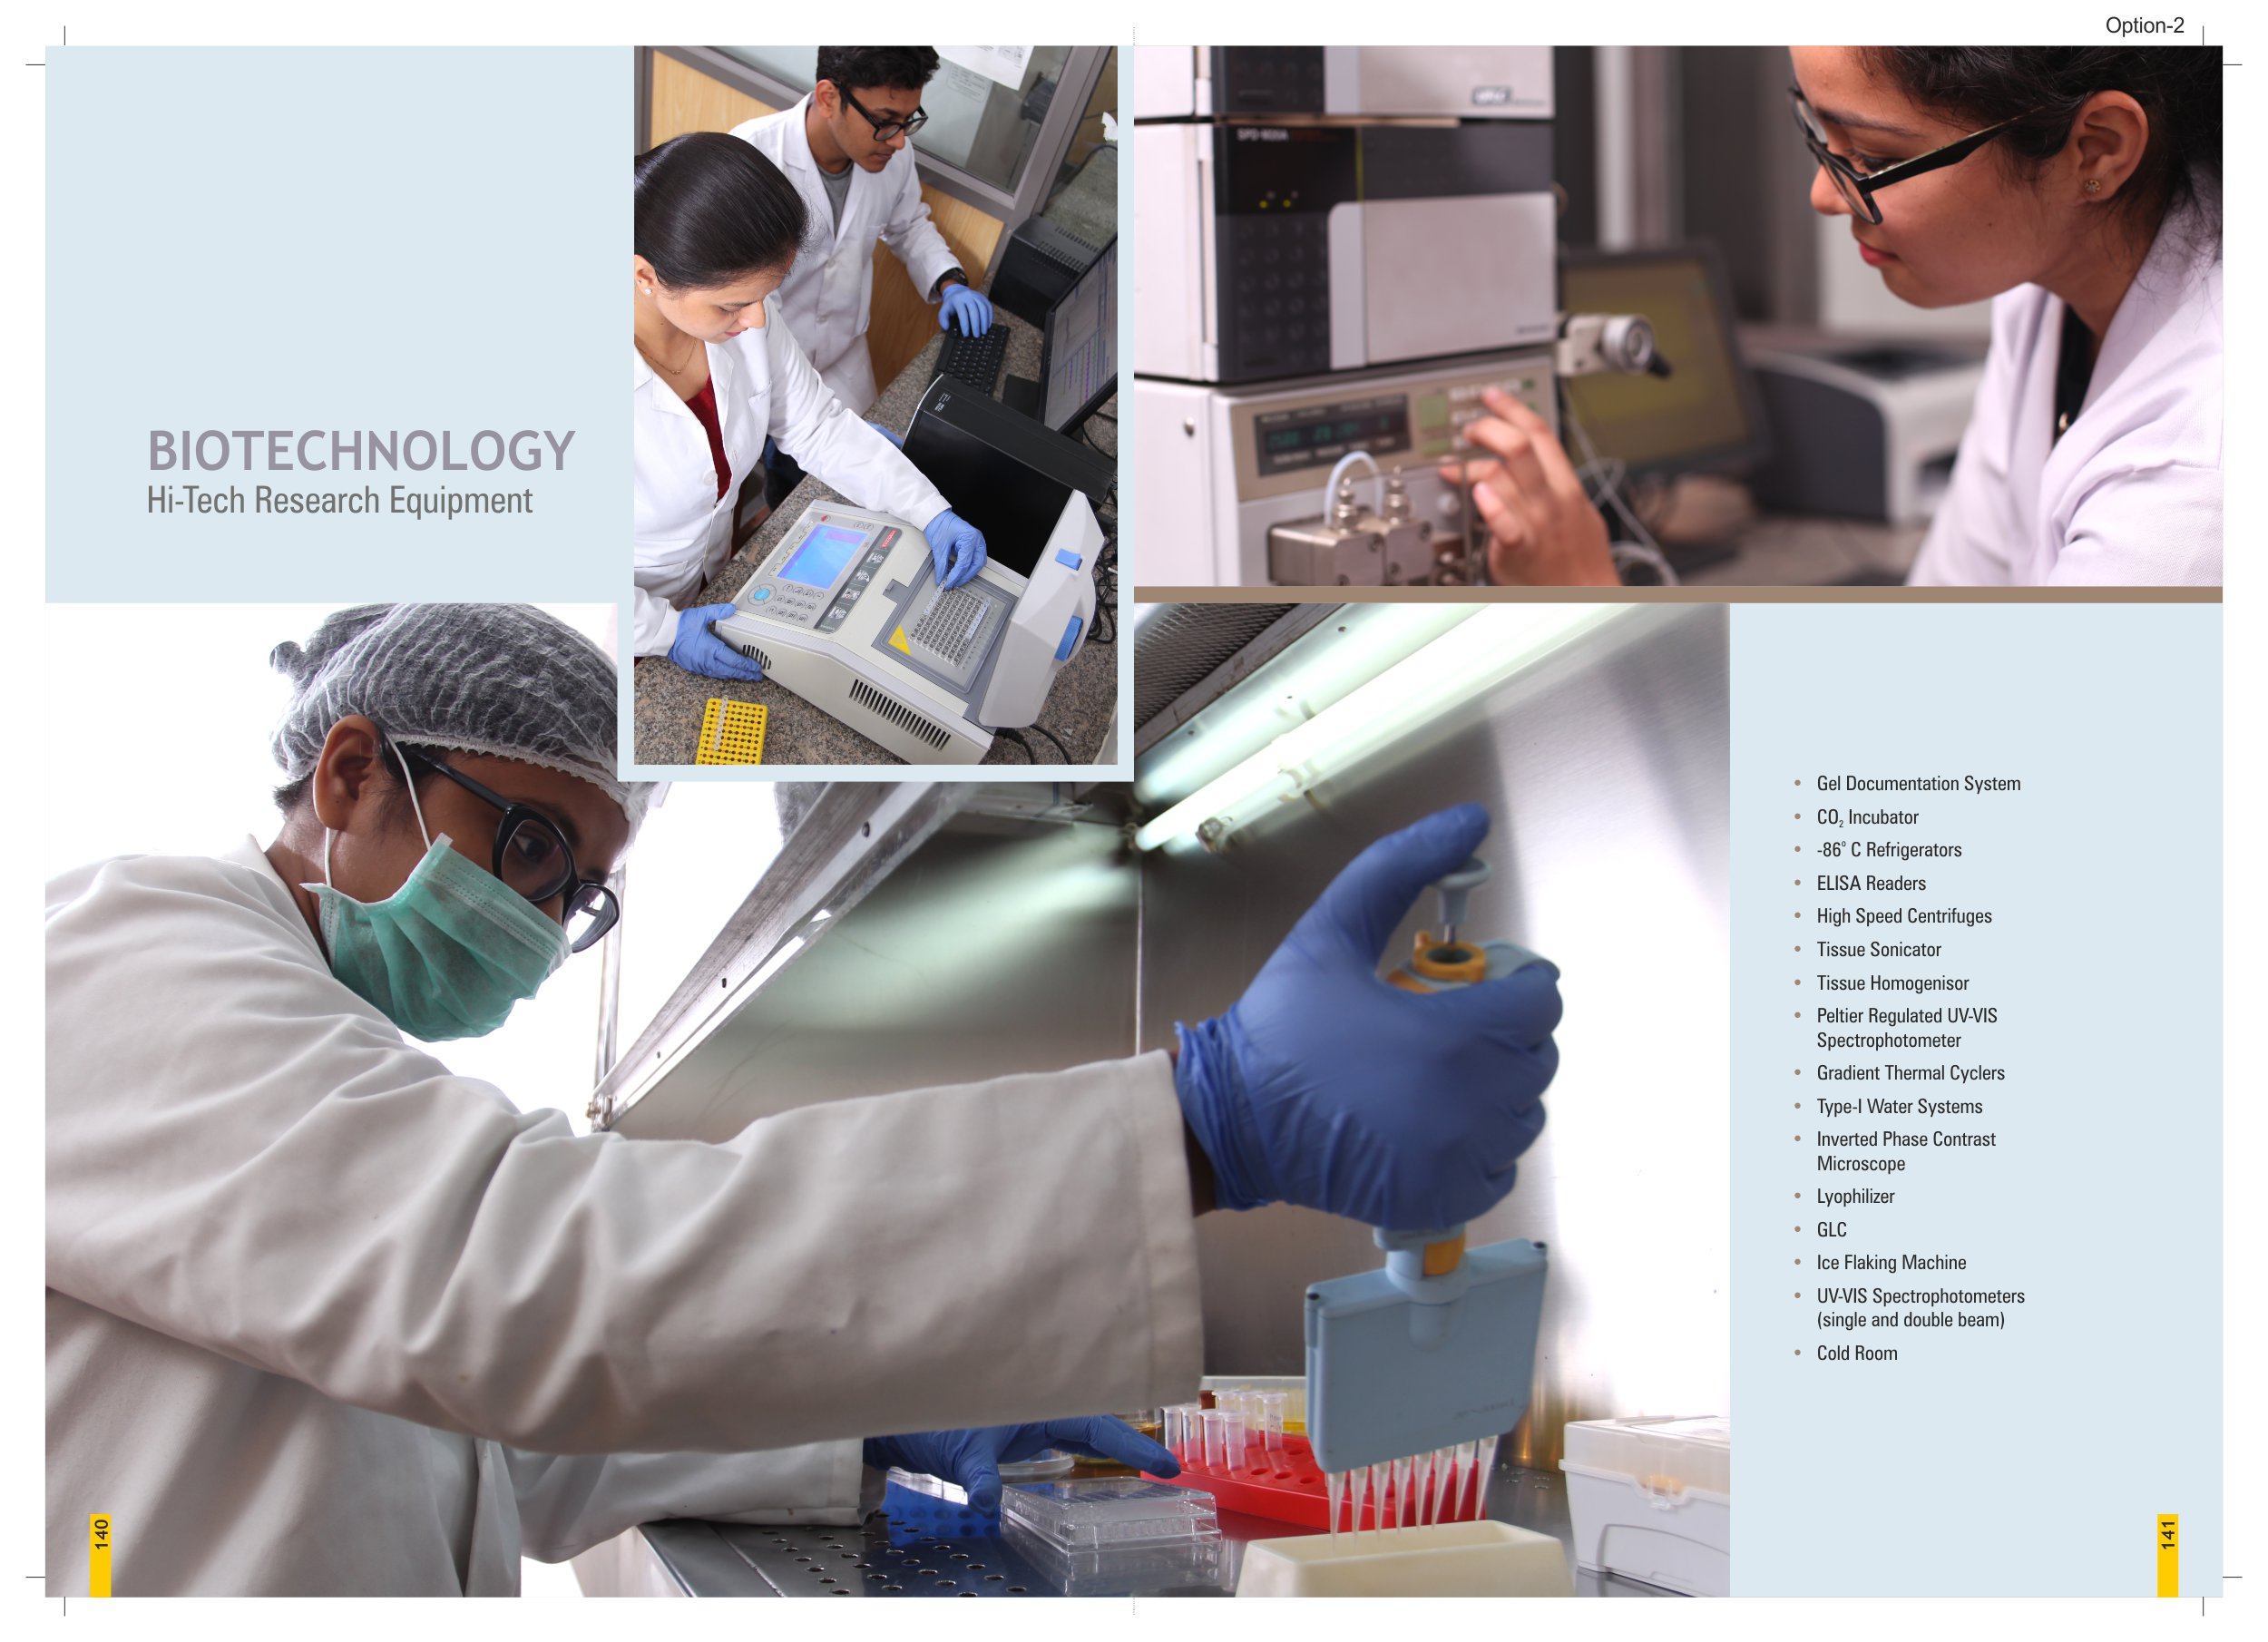 Option-2
BIOTECHNOLOGY
Hi-Tech Research Equipment
• Gel Documentation System
• CO₂ Incubator
• -86° C Refrigerators
• ELISA Readers
• High Speed Centrifuges
• Tissue Sonicator
• Tissue Homogenisor
• Peltier Regulated UV-VIS
Spectrophotometer
• Gradient Thermal Cyclers
• Type-I Water Systems
• Inverted Phase Contrast
Microscope
• Lyophilizer
• GLC
• Ice Flaking Machine
• UV-VIS Spectrophotometers
(single and double beam)
• Cold Room
140
141